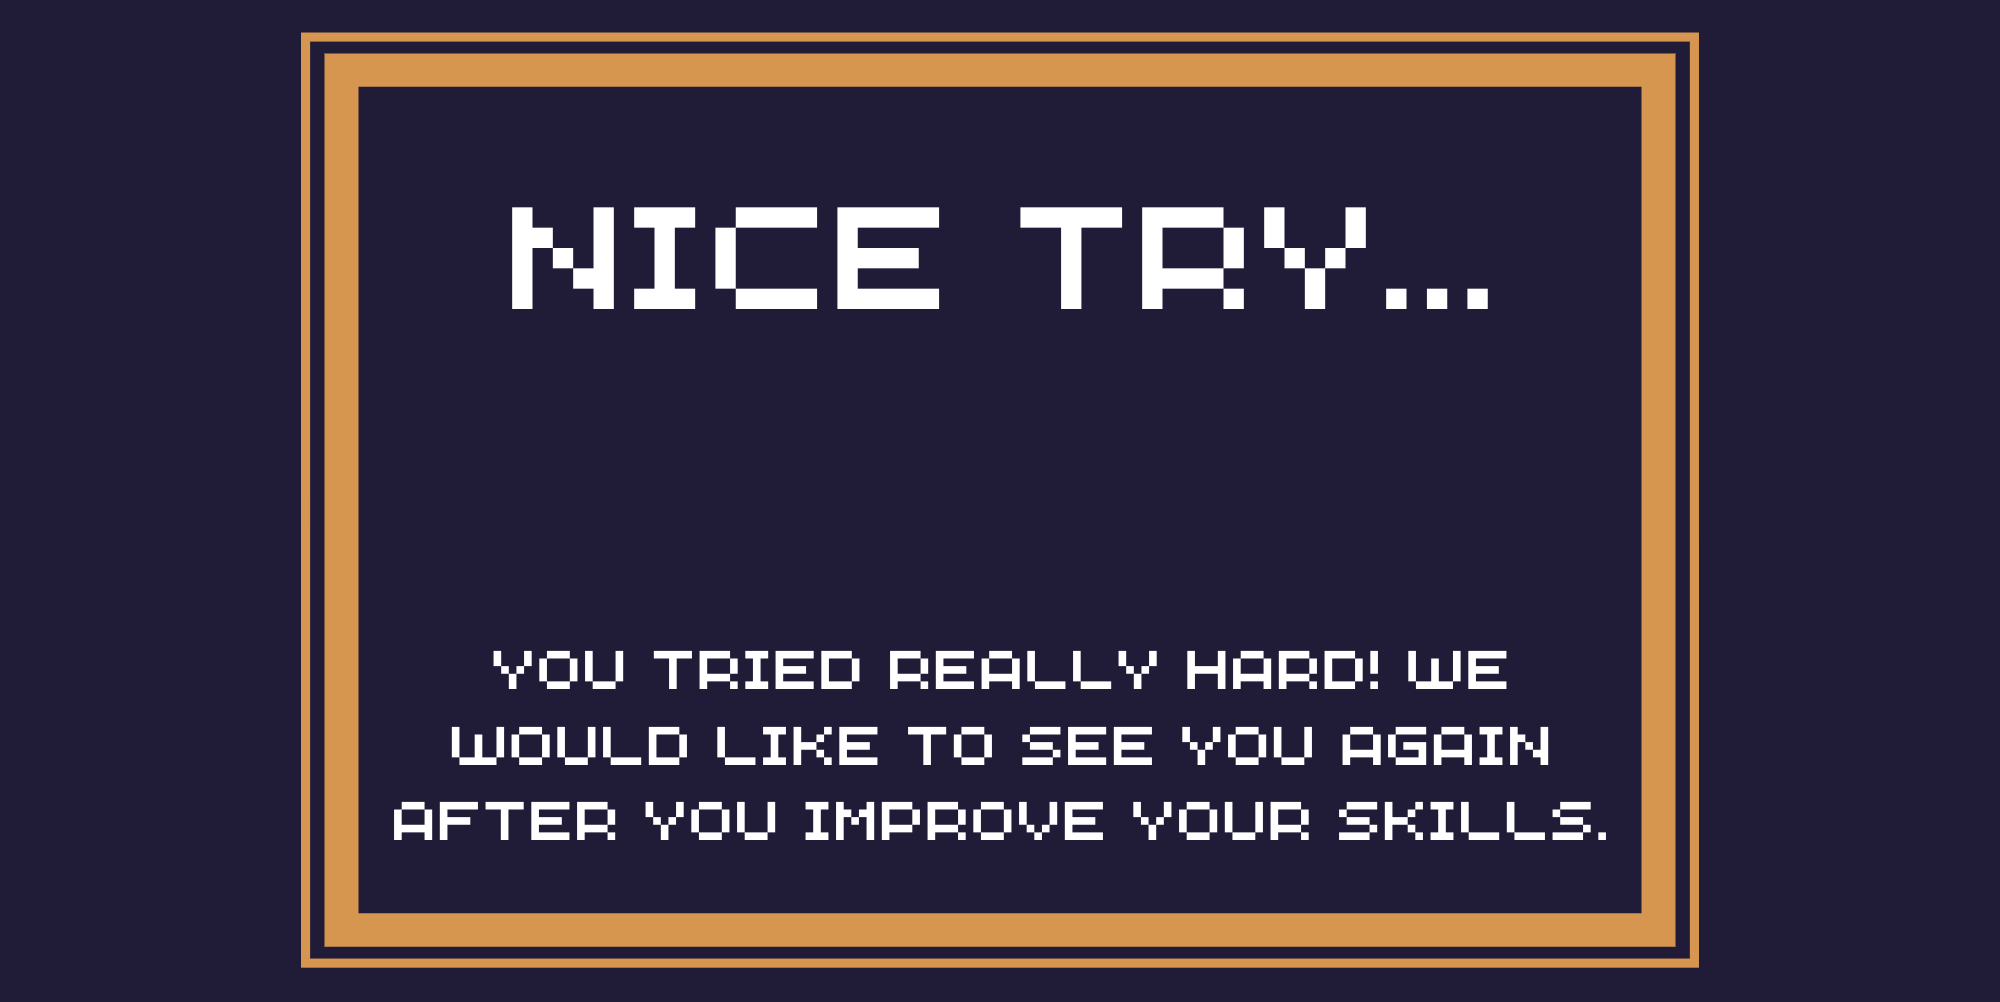 NICE TRY...
YOU TRIED REALLY HARD! WE
WOULD LIKE TO SEE YOU AGAIN
AFTER YOU IMPROVE YOUR SKILLS.